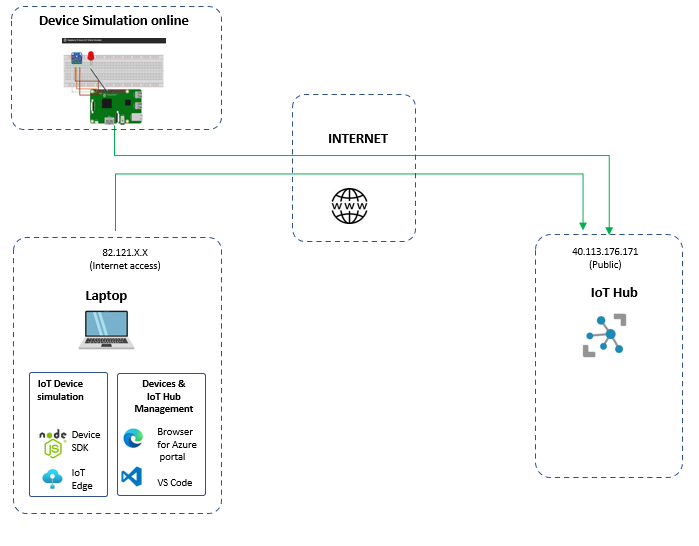 Device Simulation online
INTERNET
WWW
82.121.X.X
(Internet access)
Laptop
IoT Device
simulation
node
JS
Device
SDK
IoT
Edge
Devices &
IoT Hub
Management
Browser
for Azure
portal
VS Code
40.113.176.171
(Public)
IoT Hub